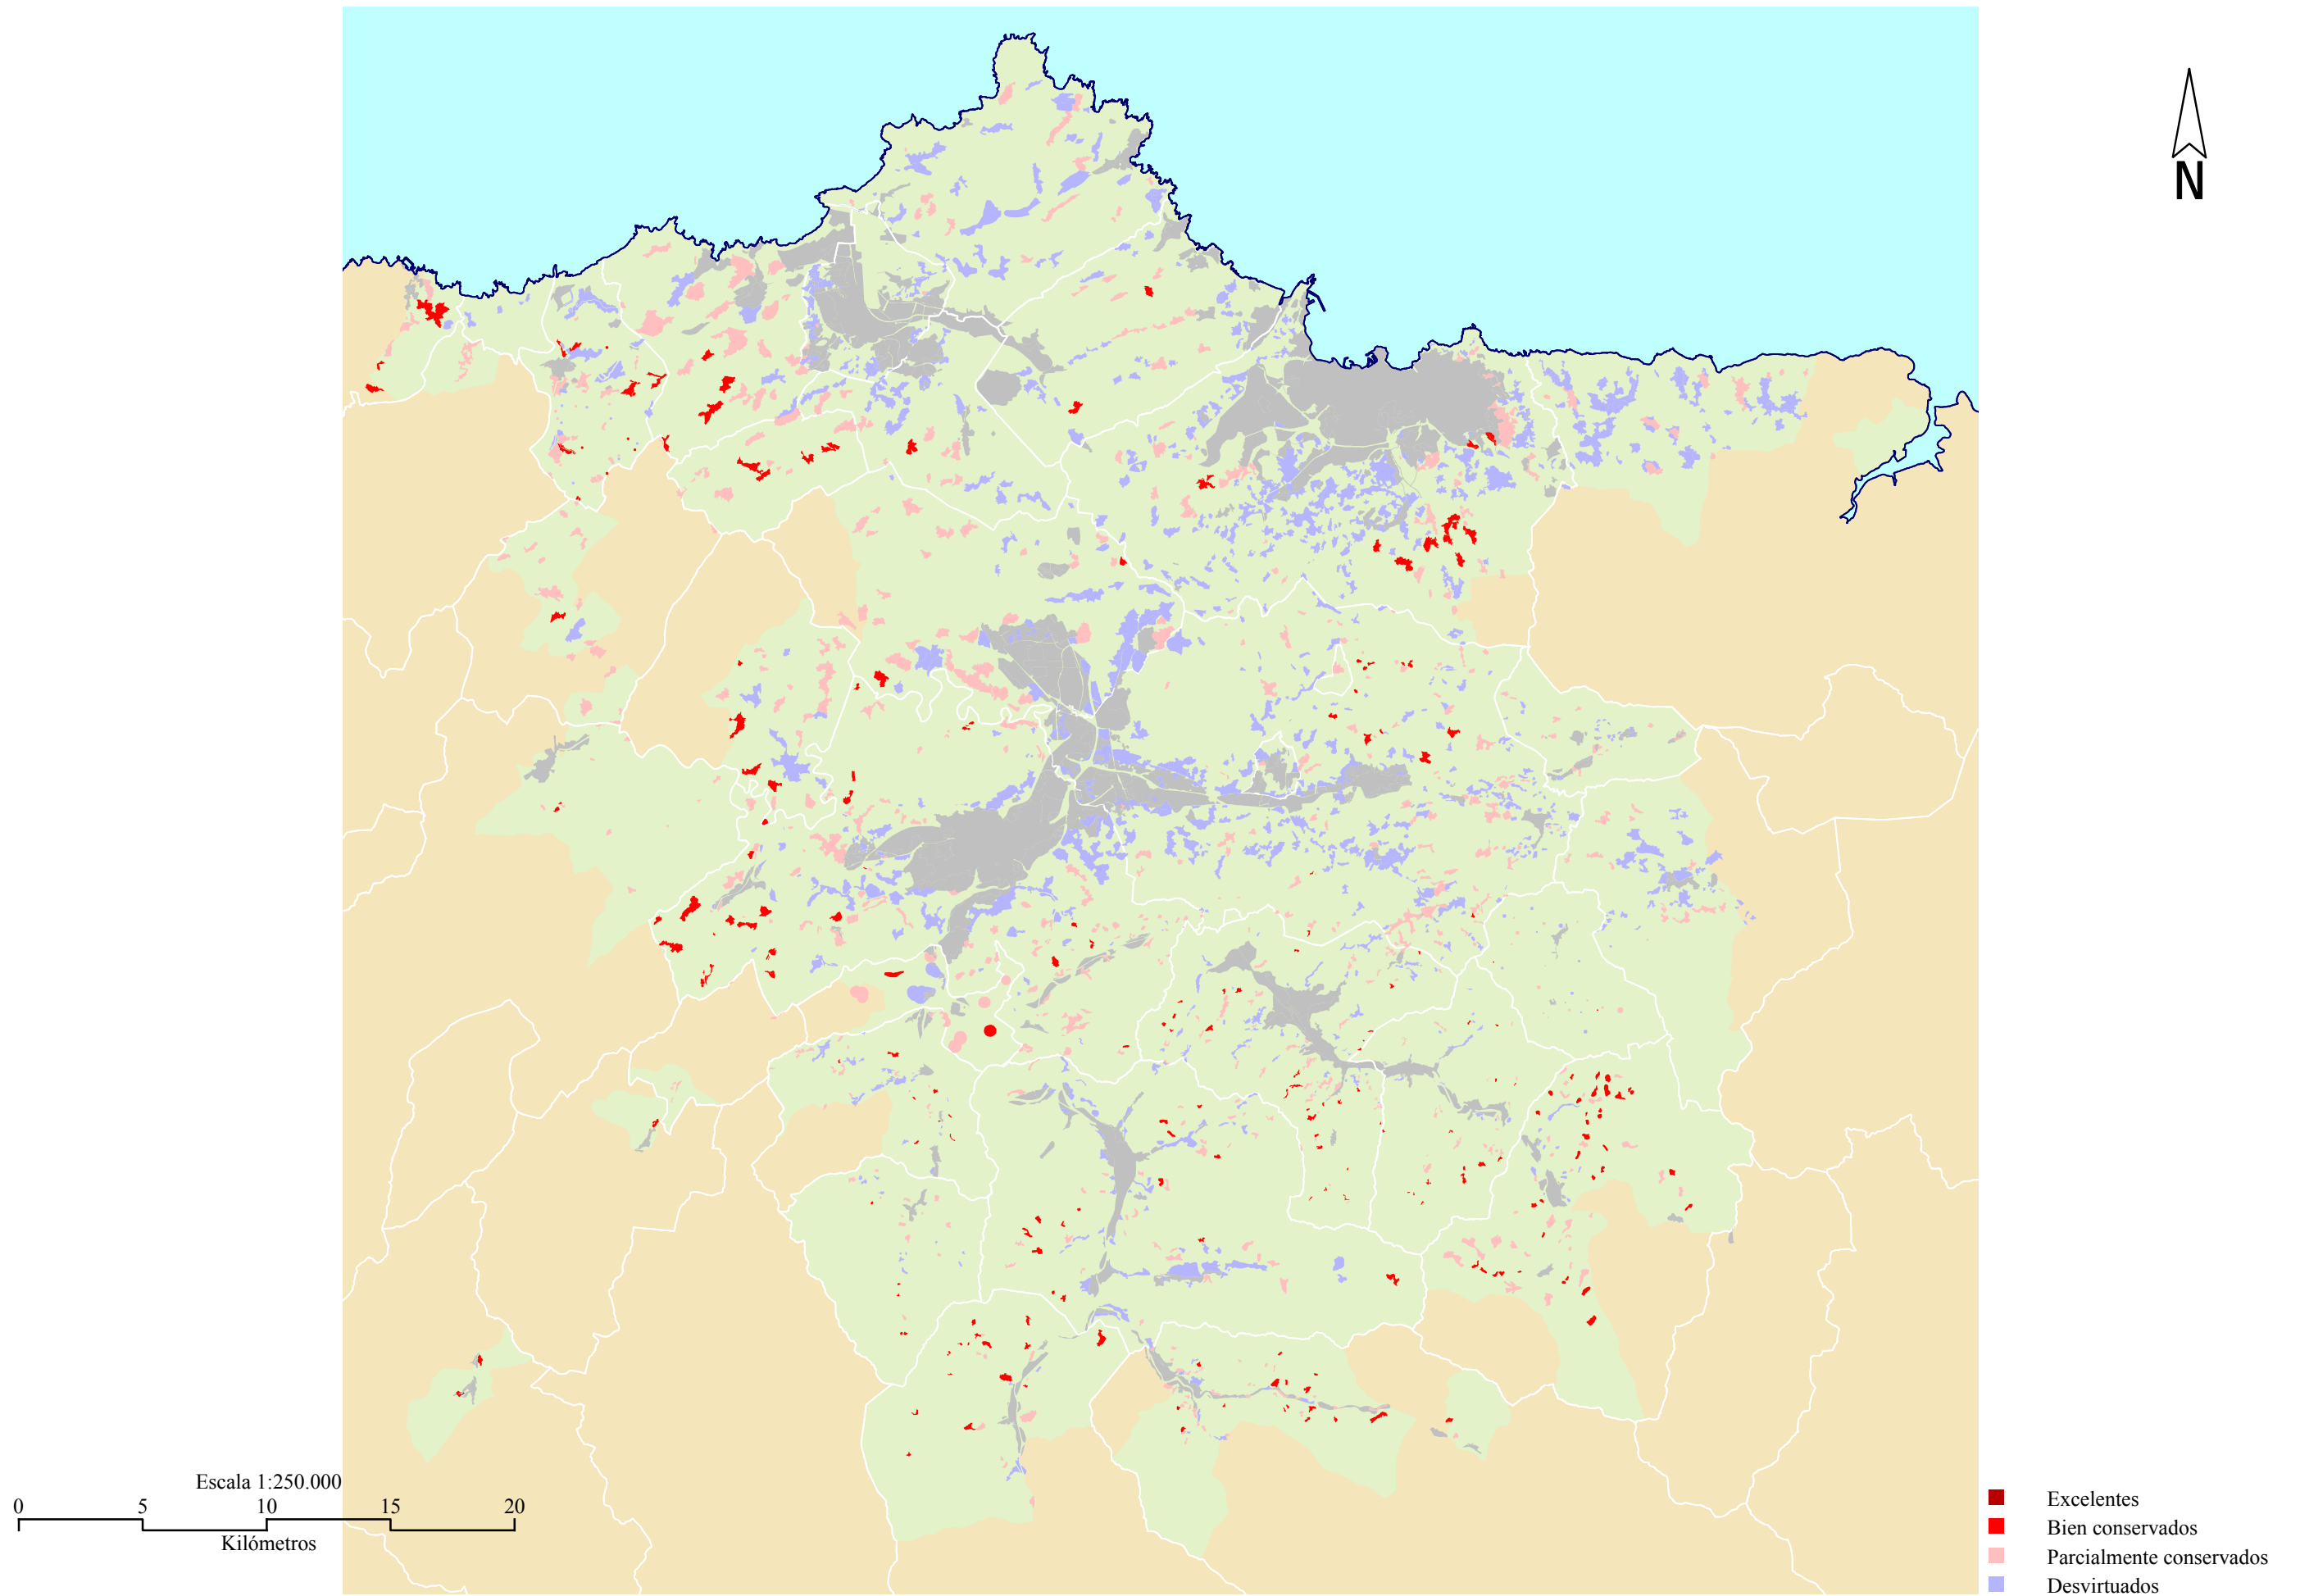 N
Escala 1:250.000
0 5 10 15 20
Kilómetros
Excelentes
Bien conservados
Parcialmente conservados
Desvirtuados